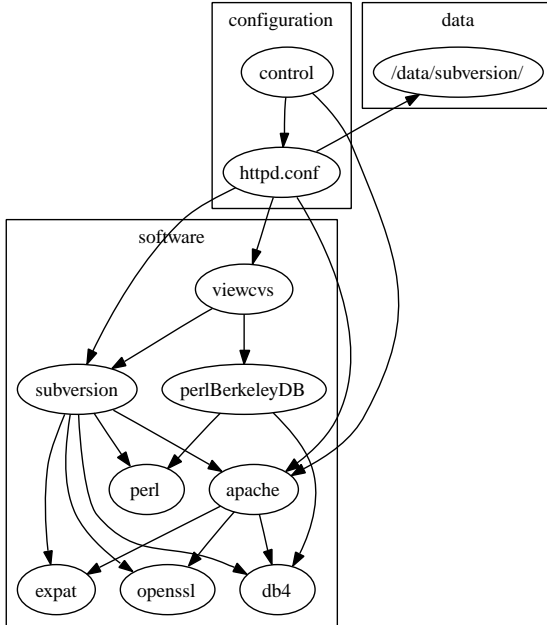 configuration
data
control
/data/subversion/
httpd.conf
software
viewcvs
subversion
perlBerkeleyDB
perl
apache
expat
openssl
db4